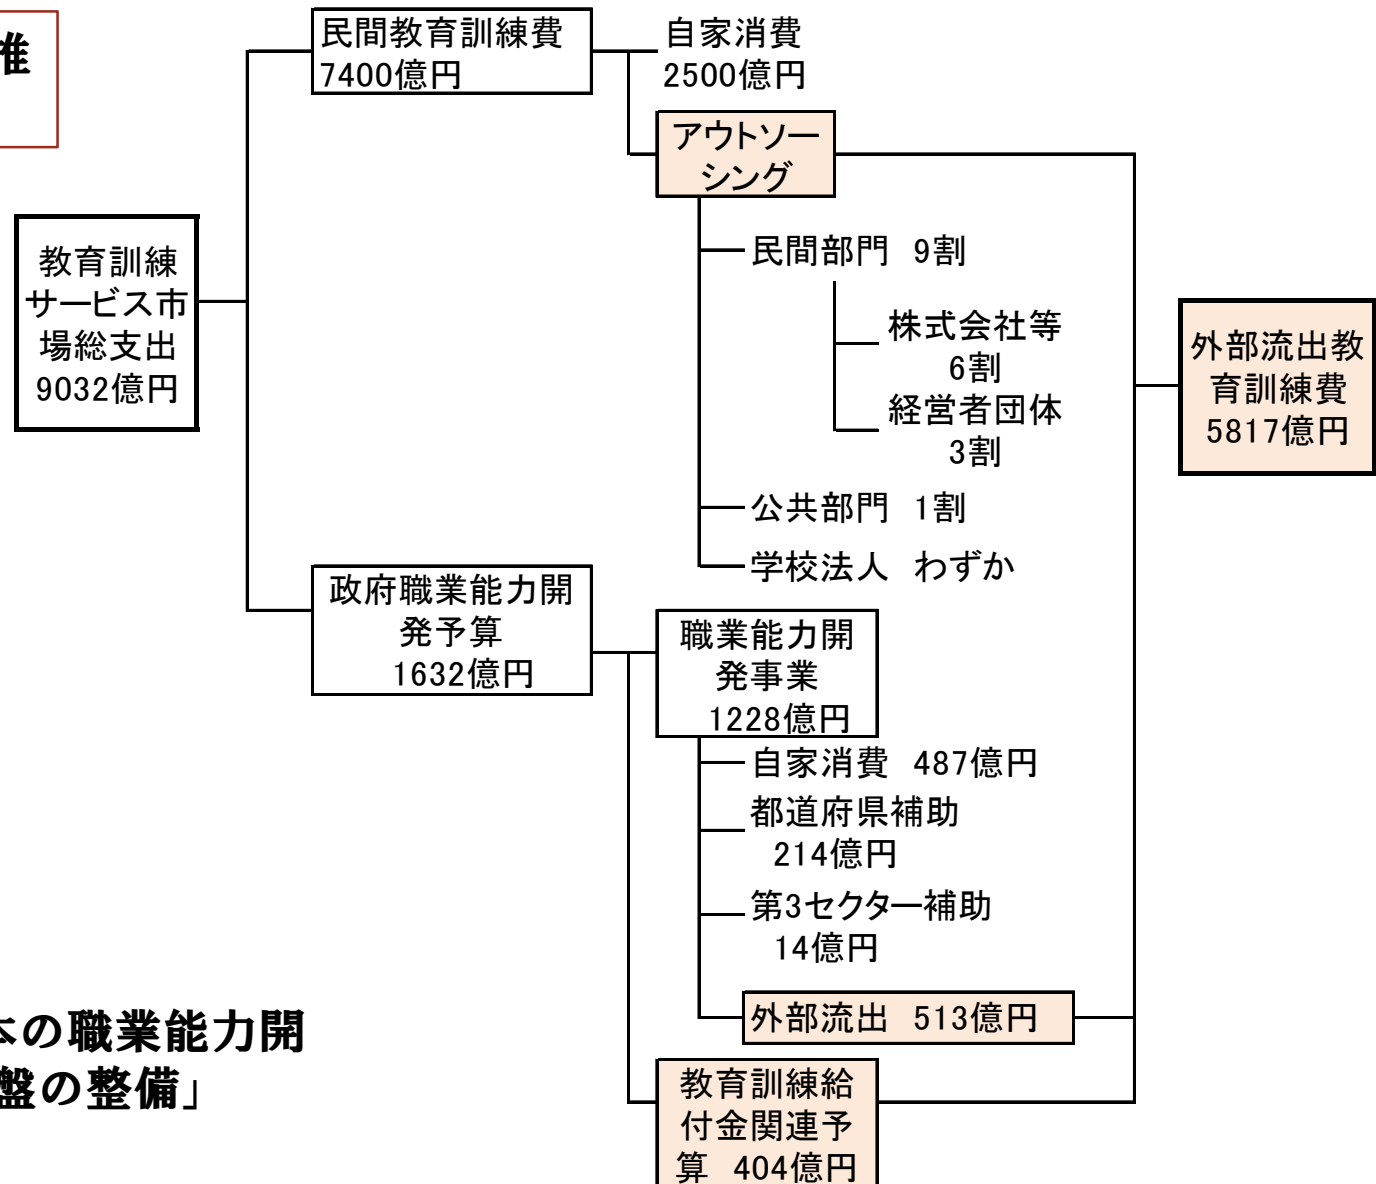 推
民間教育訓練費
7400億円
自家消費
2500億円
アウトソー
シング
教育訓練
サービス市
場総支出
9032億円
民間部門 9割
株式会社等
6割
経営者団体
3割
公共部門 1割
学校法人 わずか
外部流出教
育訓練費
5817億円
政府職業能力開
発予算
1632億円
職業能力開
発事業
1228億円
自家消費 487億円
都道府県補助
214億円
第3セクター補助
14億円
外部流出 513億円
教育訓練給
付金関連予
算 404億円
本の職業能力開
盤の整備」